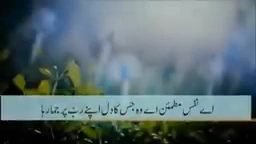 اے نفس مطمئن اے وہ جس کا دل اپنے رب پر جما رہا